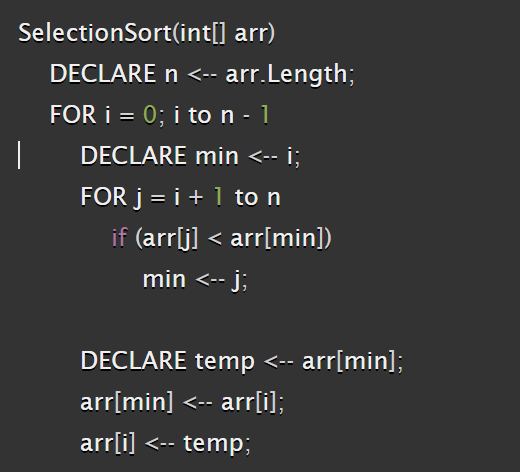 SelectionSort(int[] arr)
DECLARE n <-- arr.Length;
FOR i = 0; i to n - 1
DECLARE min <-- i;
FOR j = i + 1 to n
if (arr[j] < arr[min])
min <-- j;
DECLARE temp <-- arr[min];
arr[min] <-- arr[i];
arr[i] <-- temp;